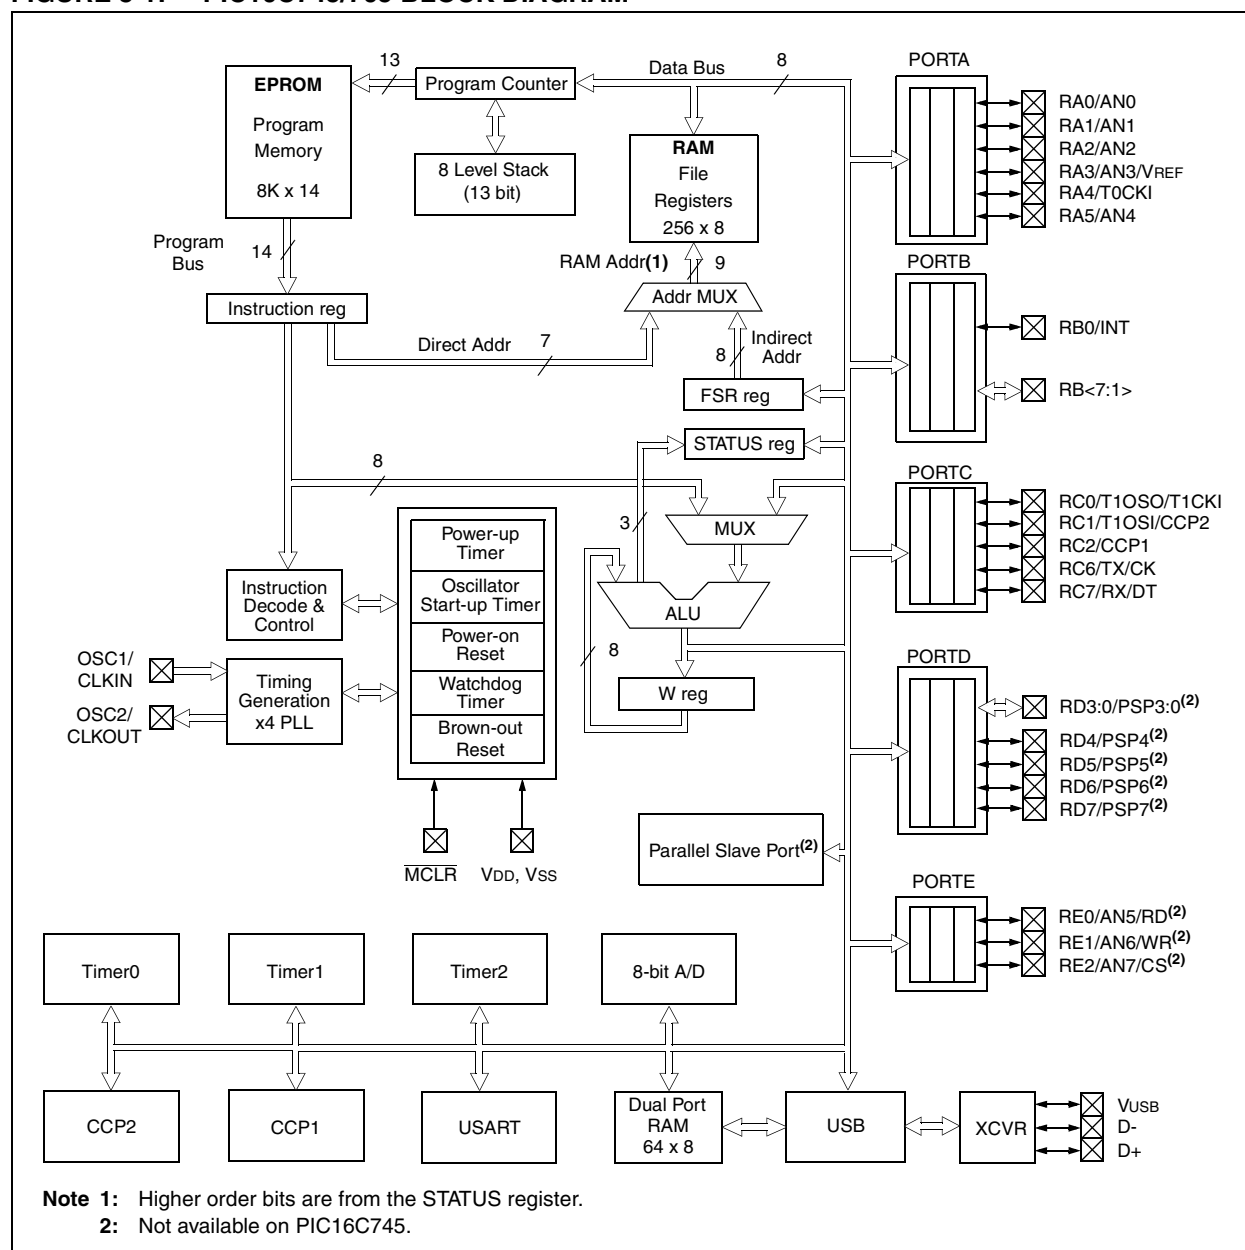 EPROM
Program
Memory
8K x 14
13
Program Counter
8 Level Stack
(13 bit)
Data Bus
8
RAM
File
Registers
256 x 8
RAM Addr(1)
9
Addr MUX
Program
Bus
14
Instruction reg
Direct Addr
7
Indirect
Addr
8
FSR reg
STATUS reg
8
3
MUX
ALU
8
W reg
Power-up
Timer
Oscillator
Start-up Timer
Power-on
Reset
Watchdog
Timer
Brown-out
Reset
Instruction
Decode &
Control
Timing
Generation
x4 PLL
OSC1/
CLKIN
OSC2/
CLKOUT
MCLR
VDD, VSS
Parallel Slave Port(2)
PORTA
RA0/AN0
RA1/AN1
RA2/AN2
RA3/AN3/VREF
RA4/T0CKI
RA5/AN4
PORTB
RB0/INT
RB<7:1>
PORTC
RC0/T1OSO/T1CKI
RC1/T1OSI/CCP2
RC2/CCP1
RC6/TX/CK
RC7/RX/DT
PORTD
RD3:0/PSP3:0(2)
RD4/PSP4(2)
RD5/PSP5(2)
RD6/PSP6(2)
RD7/PSP7(2)
PORTE
RE0/AN5/RD(2)
RE1/AN6/WR(2)
RE2/AN7/CS(2)
Timer0
Timer1
Timer2
8-bit A/D
CCP2
CCP1
USART
Dual Port
RAM
64 x 8
USB
XCVR
VUSB
D-
D+
Note 1: Higher order bits are from the STATUS register.
2: Not available on PIC16C745.